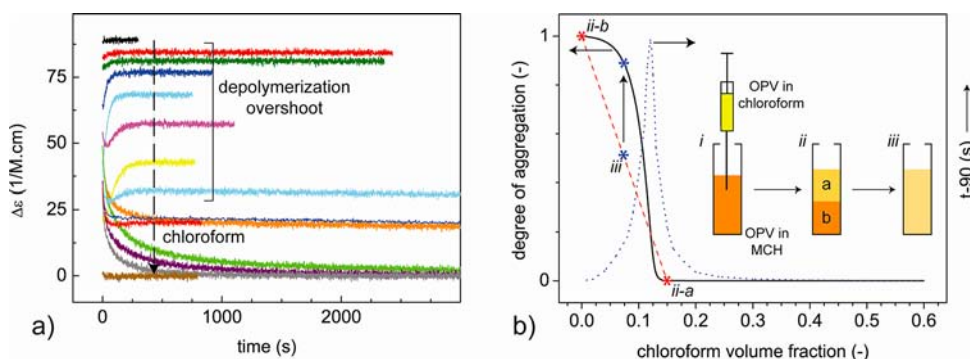 75
50
25
0
Δε (1/M.cm)
depolymerization
overshoot
chloroform
0
1000
2000
time (s)
a)
1
0
degree of aggregation (-)
ii-b
iii
ii-a
OPV in
chloroform
i
ii
iii
a
b
OPV in
MCH
t-90 (s)
0.0
0.1
0.2
0.3
0.4
0.5
0.6
chloroform volume fraction (-)
b)